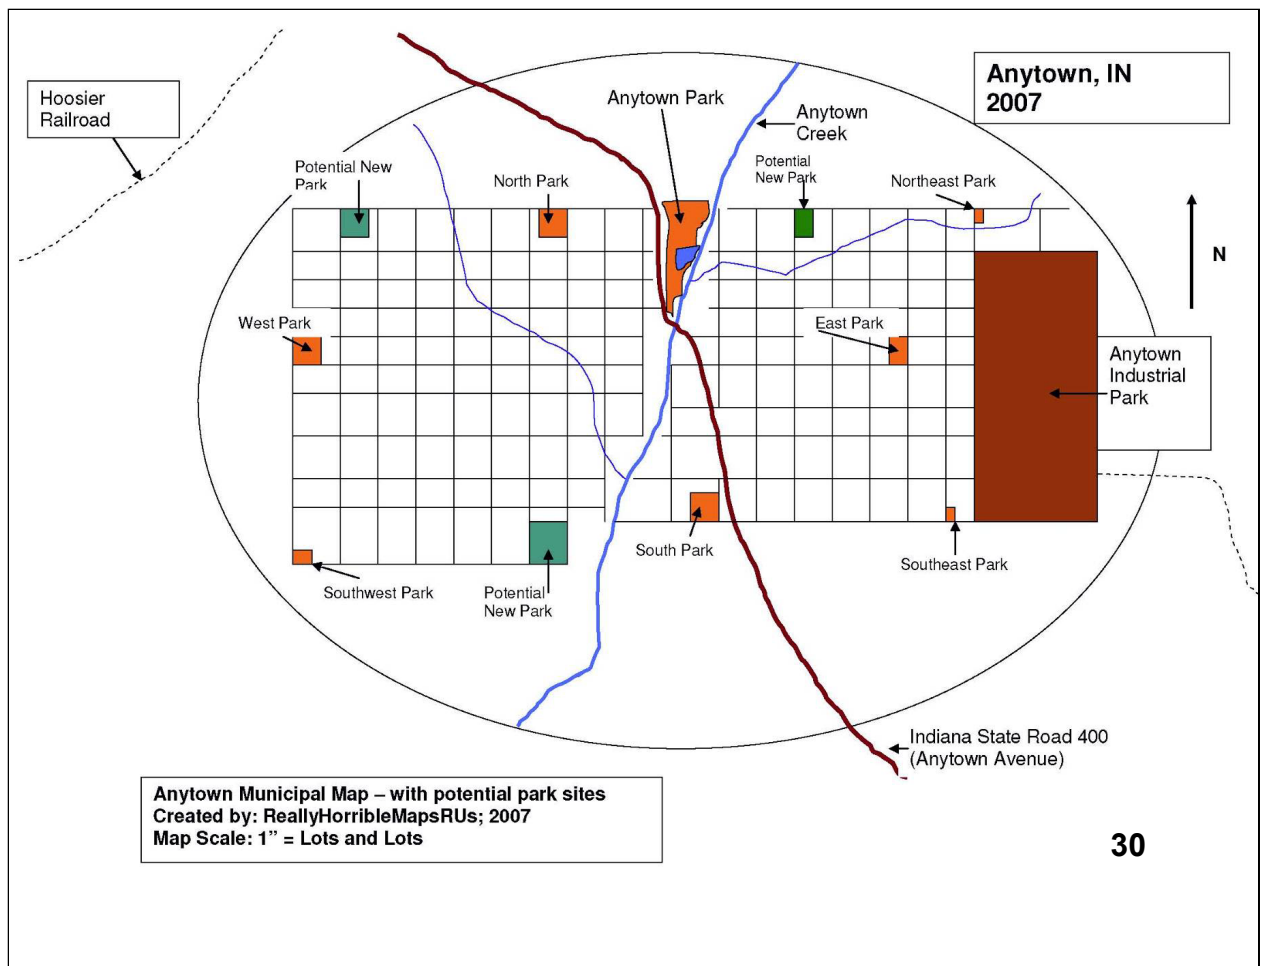 Anytown, IN
2007
Hoosier
Railroad
Anytown Park
Anytown
Creek
Potential New
Park
North Park
Potential
New Park
Northeast Park
N
West Park
East Park
Anytown
Industrial
Park
South Park
Southeast Park
Southwest Park
Potential
New Park
Indiana State Road 400
(Anytown Avenue)
Anytown Municipal Map – with potential park sites
Created by: ReallyHorribleMapsRUs; 2007
Map Scale: 1” = Lots and Lots
30